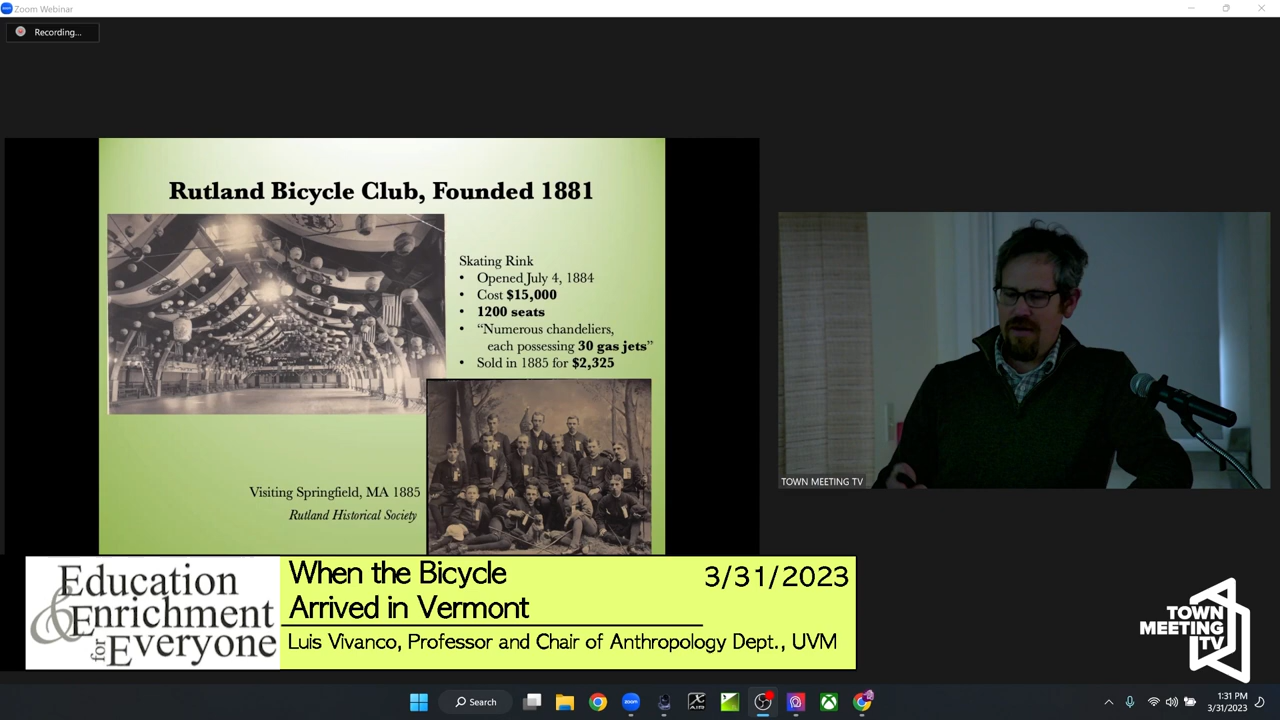 Zoom Webinar
Recording...
Rutland Bicycle Club, Founded 1881
Skating Rink
• Opened July 4, 1884
• Cost $15,000
• 1200 seats
• “Numerous chandeliers,
each possessing 30 gas jets”
• Sold in 1885 for $2,325
Visiting Springfield, MA 1885
Rutland Historical Society
TOWN MEETING TV
Education
& Enrichment
for Everyone
When the Bicycle
Arrived in Vermont
3/31/2023
Luis Vivanco, Professor and Chair of Anthropology Dept., UVM
TOWN
MEETING
TV
Search
zoom
1:31 PM
3/31/2023